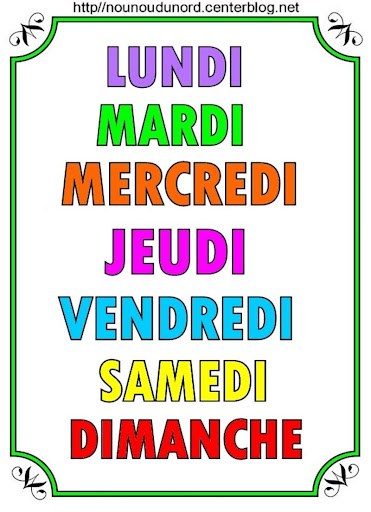 http://nounoudunord.centerblog.net
LUNDI
MARDI
MERCREDI
JEUDI
VENDREDI
SAMEDI
DIMANCHE